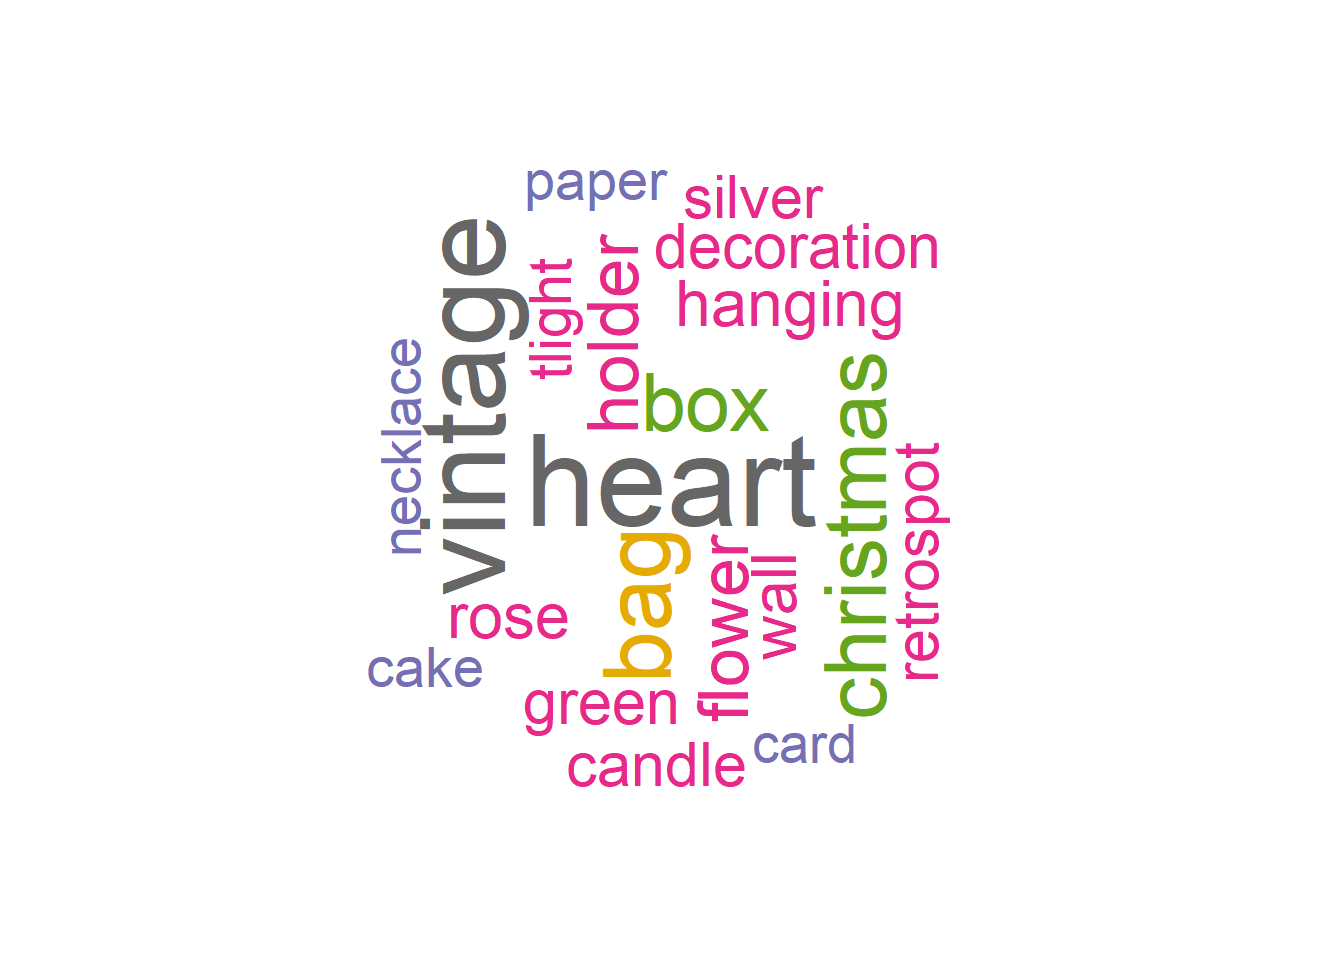 paper
silver
decoration
hanging
vintage
tlight
holder
necklace
box
christmas
heart
retrospot
bag
flower
wall
rose
cake
green
card
candle